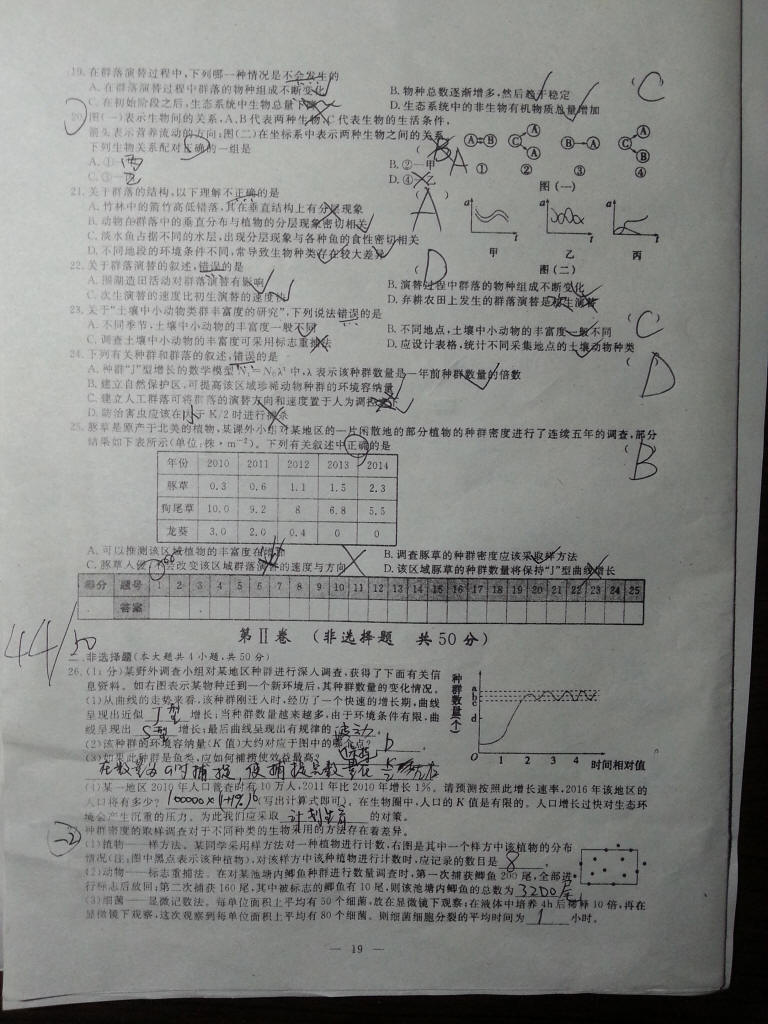 19. 在群落演替过程中,下列哪一种情况是不会发生的
A. 在群落演替过程中群落的物种组成不断变化
B. 物种总数逐渐增多,然后趋于稳定
C
C. 在初始阶段之后,生态系统中生物总量
D. 生态系统中的非生物有机物质总量增加
20. 图(一)表示生物间的关系,A、B代表两种生物,C代表生物的生活条件,
箭头表示营养流动的方向;图(二)在坐标系中表示两种生物之间的关系。
下列生物关系配对正确的一组是
A. ①—丙
B. ②—甲
A
① ② ③ ④
C. ③—乙
D. ④—乙
图(一)
21. 关于群落的结构,以下理解不正确的是
A
A. 竹林中的箭竹高低错落,其在垂直结构上有分层现象
B. 动物在群落中的垂直分布与植物的分层现象密切相关
C. 淡水鱼占据不同的水层,出现分层现象与各种鱼的食性密切相关
D. 不同地段的环境条件不同,常导致生物种类存在较大差异
甲 乙 丙
22. 关于群落演替的叙述,错误的是
D
图(二)
A. 围湖造田活动对群落演替有影响
B. 演替过程中群落的物种组成不断变化
C. 次生演替的速度比初生演替的速度快
D. 弃耕农田上发生的群落演替是初生演替
23. 关于“土壤中小动物类群丰富度的研究”,下列说法错误的是
C
A. 不同季节,土壤中小动物的丰富度一般不同
B. 不同地点,土壤中小动物的丰富度一般不同
C. 调查土壤中小动物的丰富度可采用标志重捕法
D. 应设计表格,统计不同采集地点的土壤动物种类
24. 下列有关种群和群落的叙述,错误的是
D
A. 种群“J”型增长的数学模型Nt=N₀λᵗ中,λ表示该种群数量是一年前种群数量的倍数
B. 建立自然保护区,可提高该区域珍稀动物种群的环境容纳量
C. 建立人工群落可将群落的演替方向和速度置于人为调控之下
D. 防治害虫应该在大于K/2时进行捕杀
25. 豚草是原产于北美的植物,某课外小组对某地区的一片闲散地的部分植物的种群密度进行了连续五年的调查,部分
结果如下表所示(单位:株·m⁻²)。下列有关叙述中正确的是
B
年份 2010 2011 2012 2013 2014
豚草 0.3 0.6 1.1 1.5 2.3
狗尾草 10.0 9.2 8 6.8 5.5
龙葵 3.0 2.0 0.4 0 0
A. 可以推测该区域植物的丰富度在增加
B. 调查豚草的种群密度应该采取样方法
C. 豚草入侵不会改变该区域群落演替的速度与方向
D. 该区域豚草的种群数量将保持“J”型曲线增长
部分 题号 1 2 3 4 5 6 7 8 9 10 11 12 13 14 15 16 17 18 19 20 21 22 23 24 25
答案
44/50
第Ⅱ卷 (非选择题 共50分)
二、非选择题(本大题共4小题,共50分)
26. 某野外调查小组对某地区种群进行深入调查,获得了下面有关信
息资料。如右图表示某物种迁到一个新环境后,其种群数量的变化情况。
(1)从曲线的走势来看,该种群刚迁入时,经历了一个快速的增长期,曲线
呈现出近似 J型 增长;当种群数量越来越多,由于环境条件有限,曲
线呈现出 S型 增长;最后曲线呈现出有规律的 波动。
(2)该种群的环境容纳量(K值)大约对应于图中的哪个点? b 。
(3)如果此种群是鱼类,应如何捕捞使效益最高?
种群数量(个)
a
b
c
d
O 1 2 3 4
时间相对值
(4)某一地区2010年人口普查时有10万人,2011年比2010年增长1%。请预测按照此增长速率,2016年该地区的
人口将有多少? 100000×(1+1%)⁶ (写出计算式即可)。在生物圈中,人口的K值是有限的。人口增长过快对生态环
境会产生沉重的压力。为此我们应采取 计划生育 的对策。
-2
种群密度的取样调查对于不同种类的生物采用的方法存在着差异。
(1)植物——样方法。某同学采用样方法对一种植物进行计数,右图是其中一个样方中该植物的分布
情况(注:图中黑点表示该种植物),对该样方中该种植物进行计数时,应记录的数目是 8 。
(2)动物——标志重捕法。在对某池塘内鲫鱼种群进行数量调查时,第一次捕获鲫鱼200尾,全部进
行标志后放回;第二次捕获160尾,其中被标志的鲫鱼有10尾,则该池塘内鲫鱼的总数为 3200尾
(3)细菌——显微记数法。每单位面积上平均有50个细菌,放在显微镜下观察;在液体中培养4h后稀释10倍,再在
显微镜下观察,这次观察到每单位面积上平均有80个细菌。则细菌细胞分裂的平均时间为 1 小时。
— 19 —